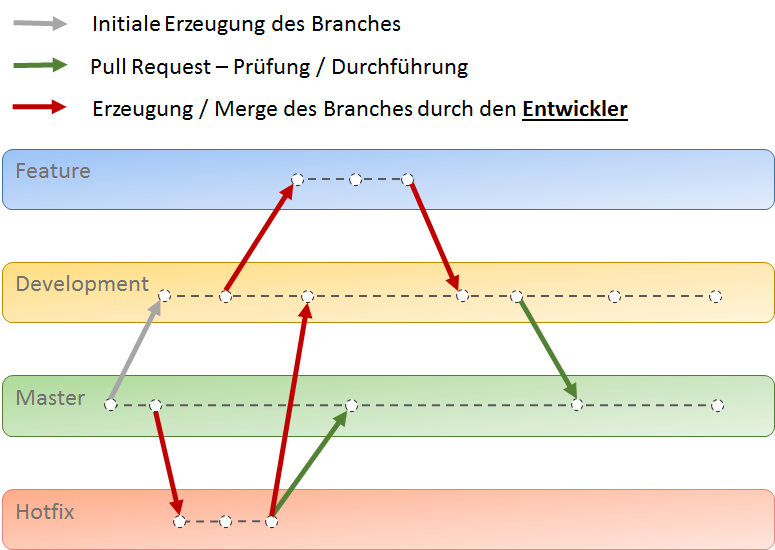 Initiale Erzeugung des Branches
Pull Request – Prüfung / Durchführung
Erzeugung / Merge des Branches durch den Entwickler
Feature
Development
Master
Hotfix